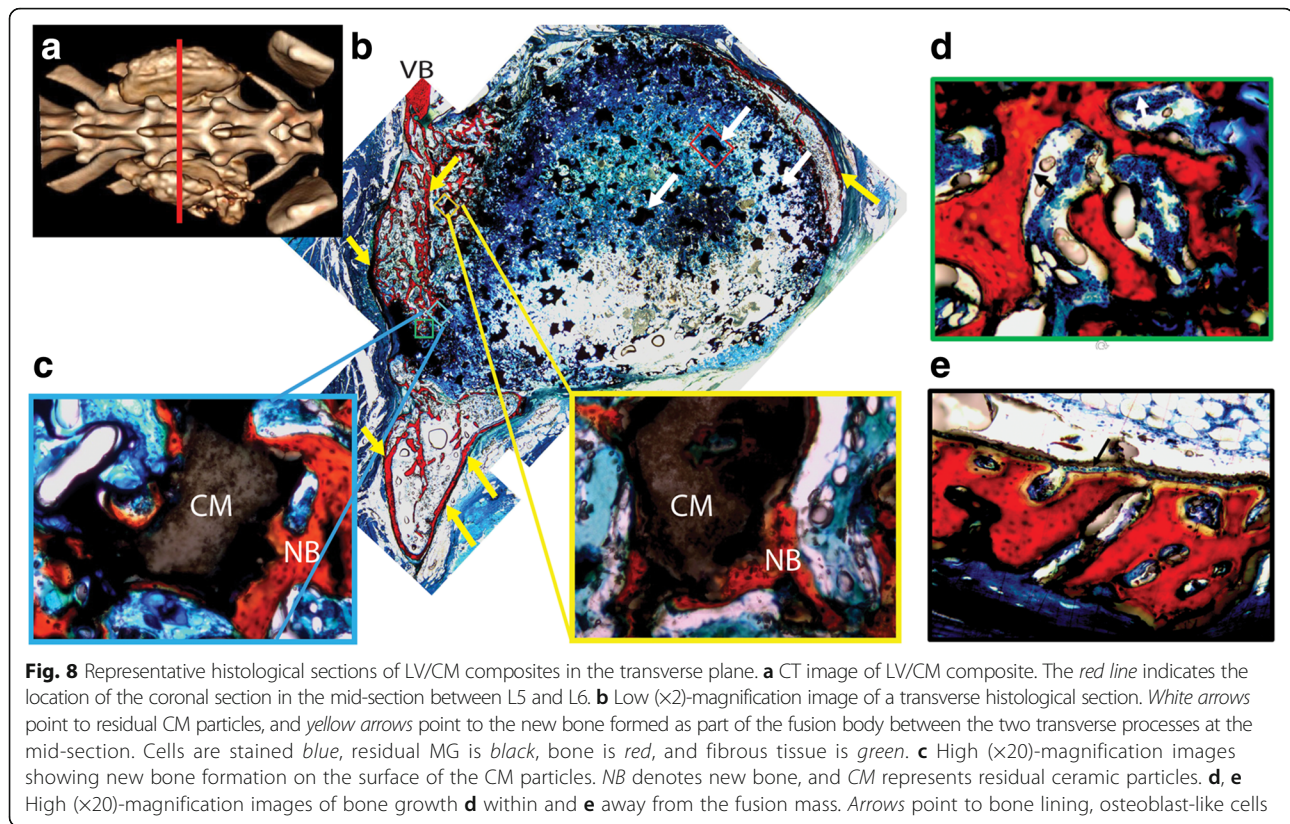 a
b
VB
d
c
CM
NB
CM
NB
e
Fig. 8 Representative histological sections of LV/CM composites in the transverse plane. a CT image of LV/CM composite. The red line indicates the
location of the coronal section in the mid-section between L5 and L6. b Low (×2)-magnification image of a transverse histological section. White arrows
point to residual CM particles, and yellow arrows point to the new bone formed as part of the fusion body between the two transverse processes at the
mid-section. Cells are stained blue, residual MG is black, bone is red, and fibrous tissue is green. c High (×20)-magnification images
showing new bone formation on the surface of the CM particles. NB denotes new bone, and CM represents residual ceramic particles. d, e
High (×20)-magnification images of bone growth d within and e away from the fusion mass. Arrows point to bone lining, osteoblast-like cells